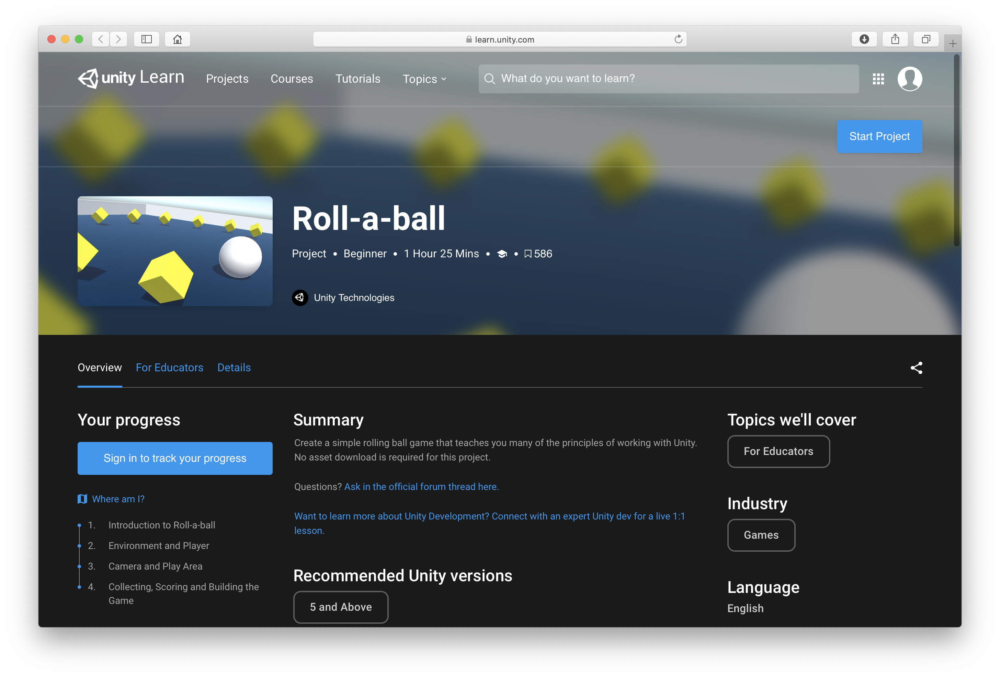 learn.unity.com
unity Learn
Projects
Courses
Tutorials
Topics
What do you want to learn?
Start Project
Roll-a-ball
Project • Beginner • 1 Hour 25 Mins • • 586
Unity Technologies
Overview
For Educators
Details
Your progress
Sign in to track your progress
Where am I?
1. Introduction to Roll-a-ball
2. Environment and Player
3. Camera and Play Area
4. Collecting, Scoring and Building the
Game
Summary
Create a simple rolling ball game that teaches you many of the principles of working with Unity.
No asset download is required for this project.
Questions? Ask in the official forum thread here.
Want to learn more about Unity Development? Connect with an expert Unity dev for a live 1:1
lesson.
Recommended Unity versions
5 and Above
Topics we'll cover
For Educators
Industry
Games
Language
English